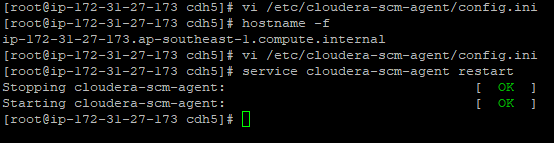 [root@ip-172-31-27-173 cdh5]# vi /etc/cloudera-scm-agent/config.ini
[root@ip-172-31-27-173 cdh5]# hostname -f
ip-172-31-27-173.ap-southeast-1.compute.internal
[root@ip-172-31-27-173 cdh5]# vi /etc/cloudera-scm-agent/config.ini
[root@ip-172-31-27-173 cdh5]# service cloudera-scm-agent restart
Stopping cloudera-scm-agent: [ OK ]
Starting cloudera-scm-agent: [ OK ]
[root@ip-172-31-27-173 cdh5]#